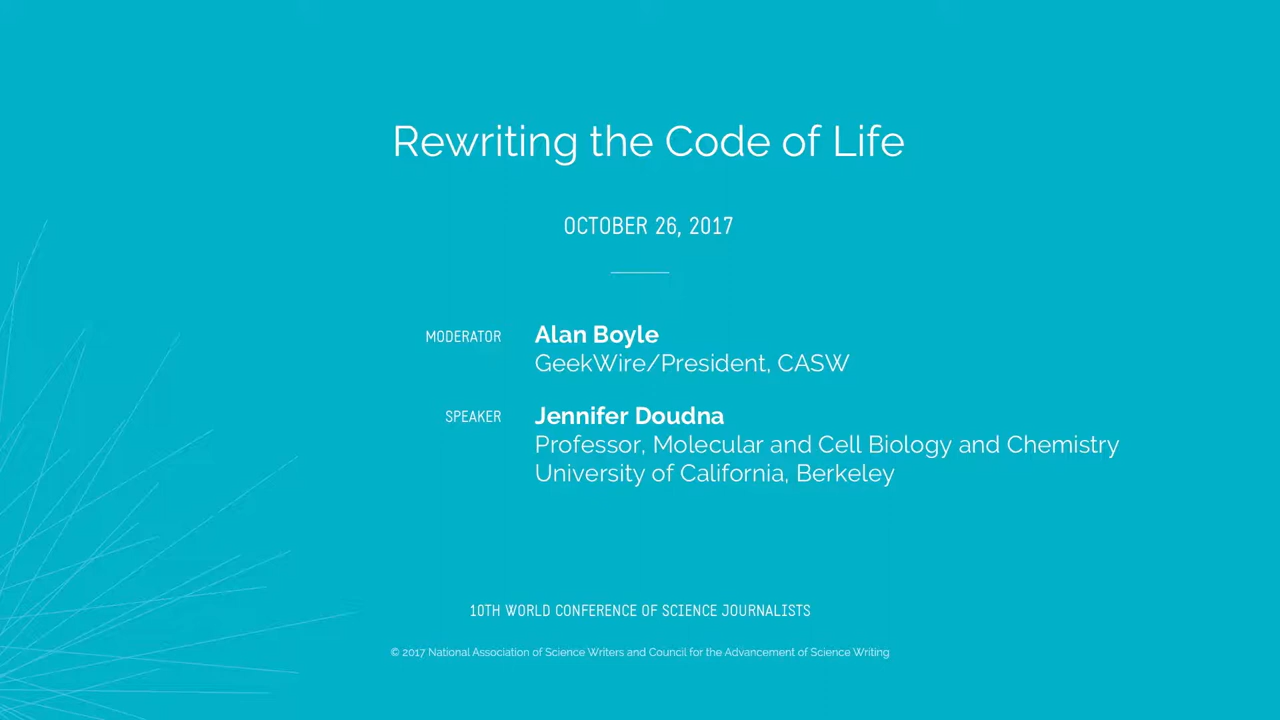 Rewriting the Code of Life
OCTOBER 26, 2017
MODERATOR
Alan Boyle
GeekWire/President, CASW
SPEAKER
Jennifer Doudna
Professor, Molecular and Cell Biology and Chemistry
University of California, Berkeley
10TH WORLD CONFERENCE OF SCIENCE JOURNALISTS
© 2017 National Association of Science Writers and Council for the Advancement of Science Writing